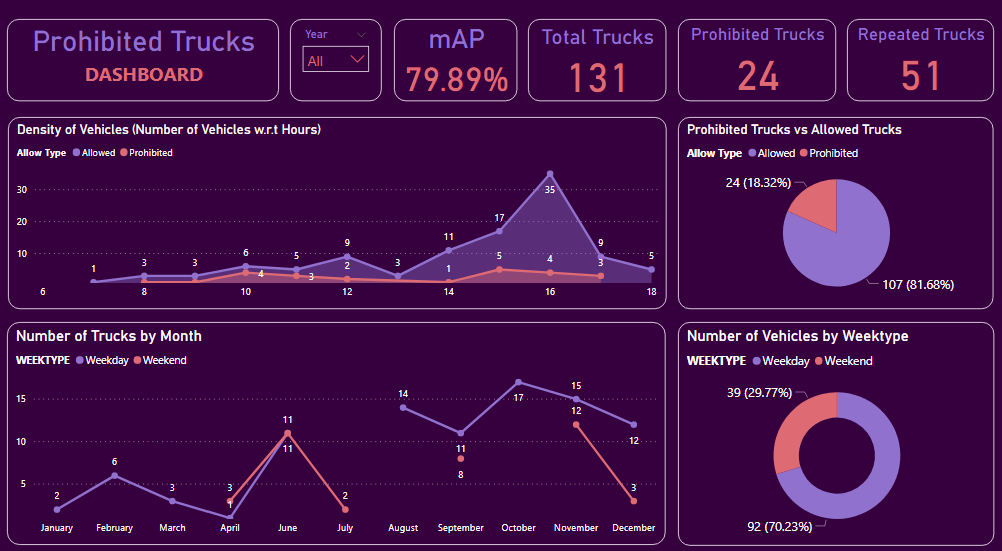 Prohibited Trucks
DASHBOARD
Year
All
mAP
79.89%
Total Trucks
131
Prohibited Trucks
24
Repeated Trucks
51
Density of Vehicles (Number of Vehicles w.r.t Hours)
Allow Type Allowed Prohibited
30
20
10
1
3
3
6
5
9
3
11
17
35
9
5
4
3
2
1
5
4
3
6 8 10 12 14 16 18
Prohibited Trucks vs Allowed Trucks
Allow Type Allowed Prohibited
24 (18.32%)
107 (81.68%)
Number of Trucks by Month
WEEKTYPE Weekday Weekend
15
10
5
2
6
3
1
11
14
11
17
15
12
3
11
2
8
12
3
January February March April June July August September October November December
Number of Vehicles by Weektype
WEEKTYPE Weekday Weekend
39 (29.77%)
92 (70.23%)